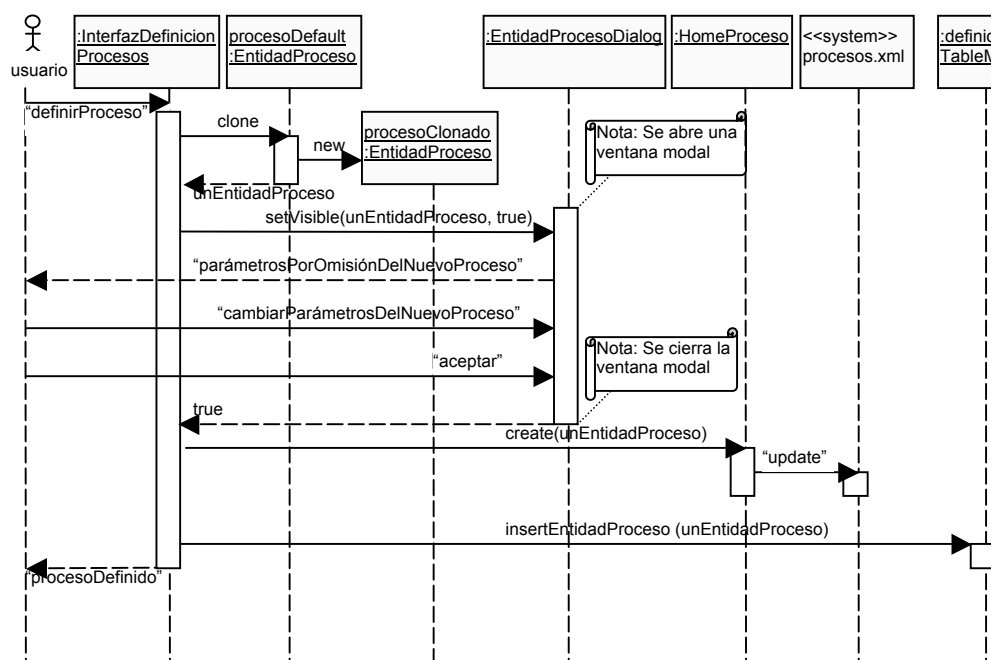 :InterfazDefinicion
Procesos
procesoDefault
:EntidadProceso
:EntidadProcesoDialog
:HomeProceso
<<system>>
procesos.xml
usuario
“definirProceso”
clone
new
procesoClonado
:EntidadProceso
Nota: Se abre una
ventana modal
unEntidadProceso
setVisible(unEntidadProceso, true)
“parámetrosPorOmisiónDelNuevoProceso”
“cambiarParámetrosDelNuevoProceso”
Nota: Se cierra la
ventana modal
“aceptar”
true
create(unEntidadProceso)
“update”
insertEntidadProceso (unEntidadProceso)
“procesoDefinido”